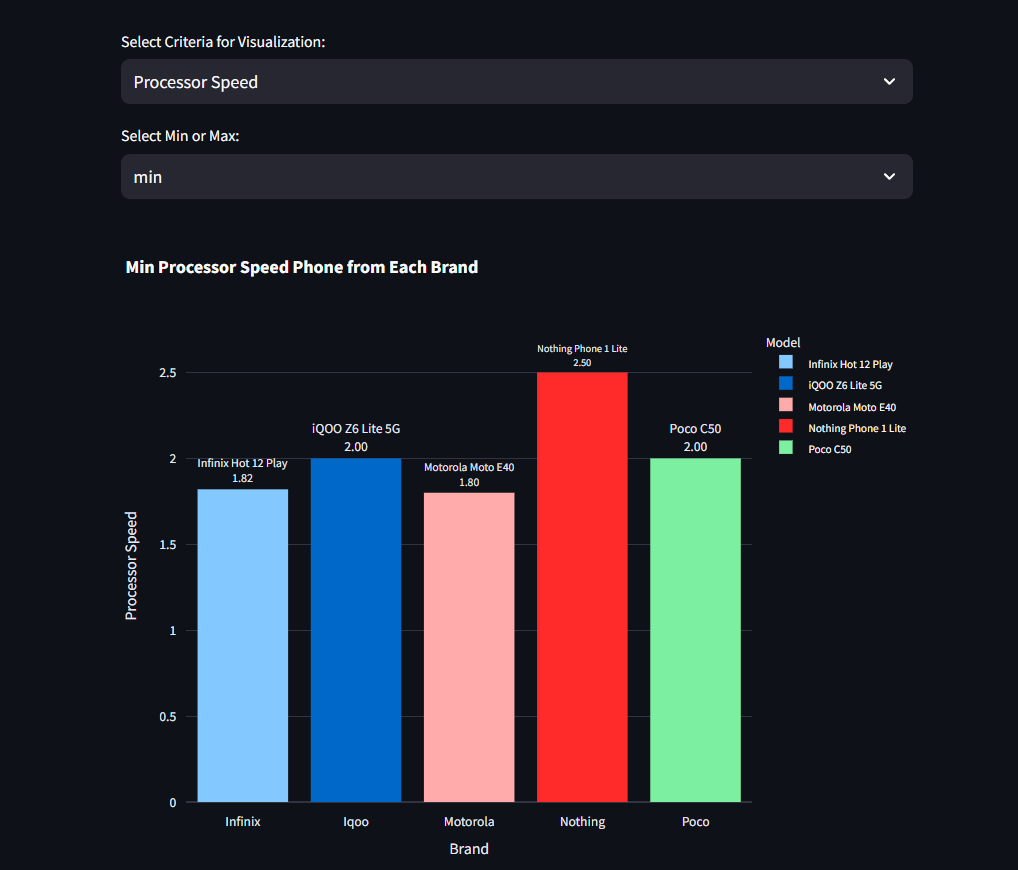 Select Criteria for Visualization:
Processor Speed
Select Min or Max:
min
Min Processor Speed Phone from Each Brand
Model
Infinix Hot 12 Play
iQOO Z6 Lite 5G
Motorola Moto E40
Nothing Phone 1 Lite
Poco C50
Nothing Phone 1 Lite
2.50
iQOO Z6 Lite 5G
2.00
Poco C50
2.00
Infinix Hot 12 Play
1.82
Motorola Moto E40
1.80
Processor Speed
2.5
2
1.5
1
0.5
0
Infinix
Iqoo
Motorola
Nothing
Poco
Brand